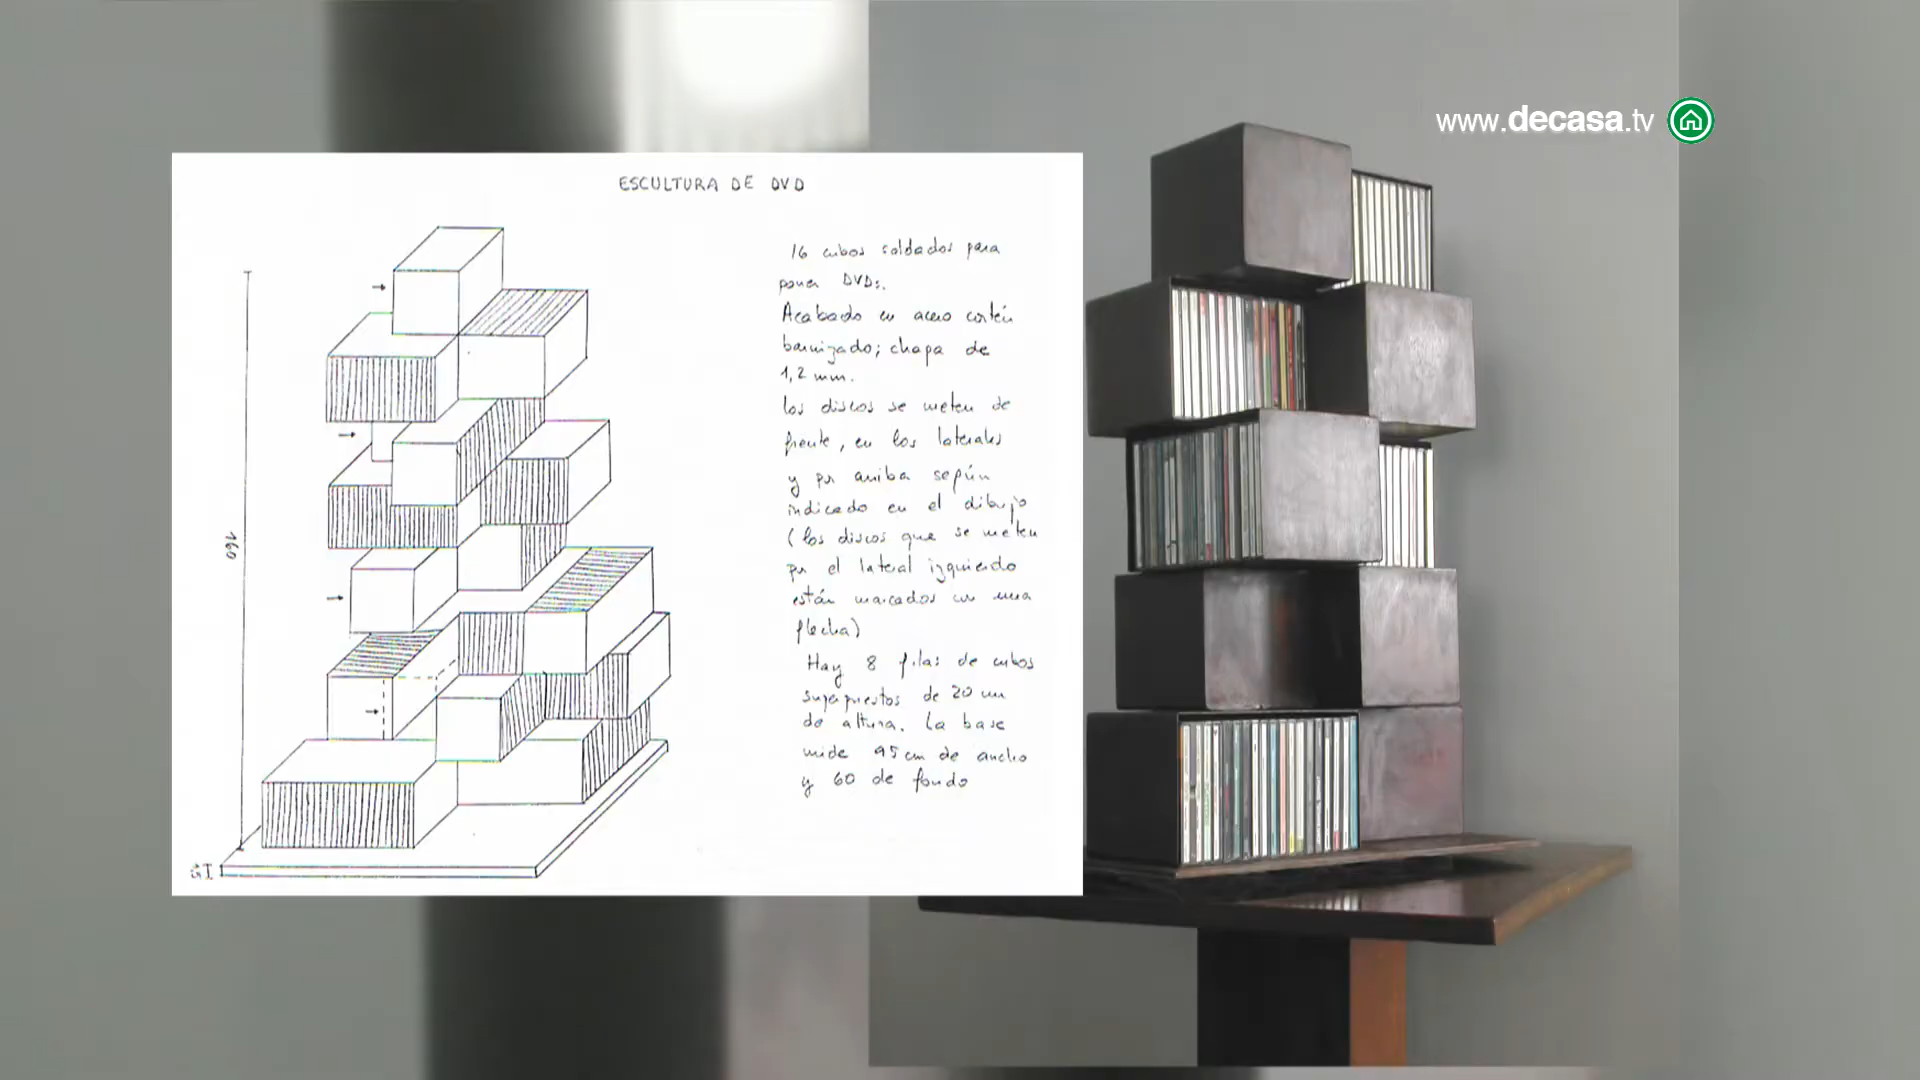 www.decasa.tv
ESCULTURA DE DVD
16 cubos soldados para
poner DVDs.
Acabado en acero cortén
barnizado; chapa de
1,2 mm.
Los discos se meten de
frente, en los laterales
y por arriba según
indicado en el dibujo
(los discos que se meten
por el lateral izquierdo
están marcados con una
flecha)
Hay 8 filas de cubos
superpuestos de 20 cm
de altura. La base
mide 95 cm de ancho
y 60 de fondo
160